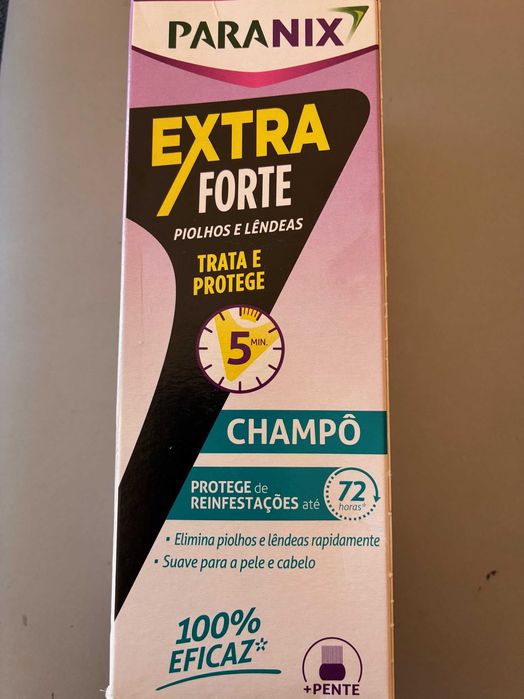 PARANIX
EXTRA
FORTE
PIOLHOS E LÊNDEAS
TRATA E
PROTEGE
5 MIN.
CHAMPÔ
PROTEGE de
REINFESTAÇÕES até
72
horas*
• Elimina piolhos e lêndeas rapidamente
• Suave para a pele e cabelo
100%
EFICAZ*
+PENTE